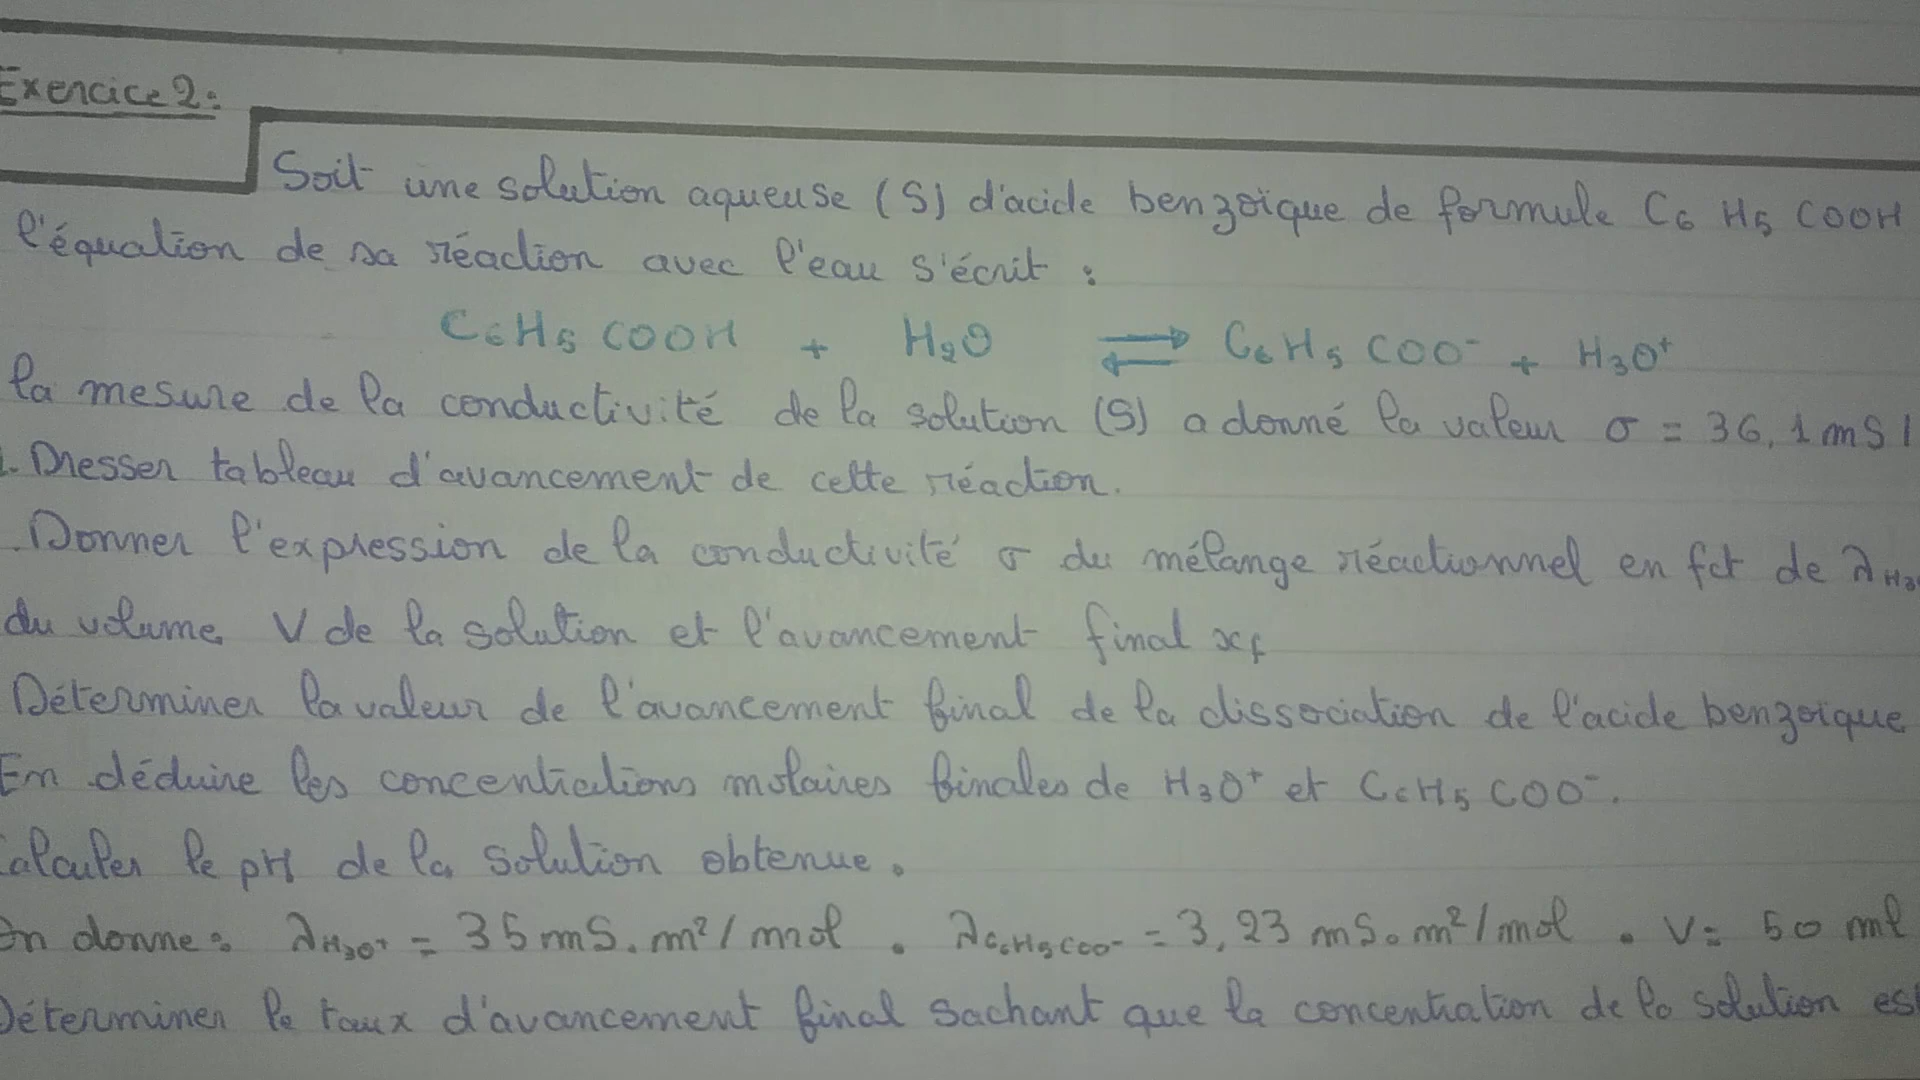 Exercice 2:
Soit une solution aqueuse (S) d'acide benzoïque de formule C6 H5 COOH
l'équation de sa réaction avec l'eau s'écrit :
C6H5 COOH + H2O ⇌ C6H5 COO- + H3O+
la mesure de la conductivité de la solution (S) a donné la valeur σ = 36,1 mS /
1. Dresser tableau d'avancement de cette réaction.
. Donner l'expression de la conductivité σ du mélange réactionnel en fct de λH3O
du volume V de la solution et l'avancement final xf
Déterminer la valeur de l'avancement final de la dissociation de l'acide benzoïque
En déduire les concentrations molaires finales de H3O+ et C6H5 COO-.
calculer le pH de la solution obtenue.
On donne: λH3O+ = 35 mS.m²/mol . λC6H5COO- = 3,23 mS.m²/mol . V= 50 ml
Déterminer le taux d'avancement final sachant que la concentration de la solution est